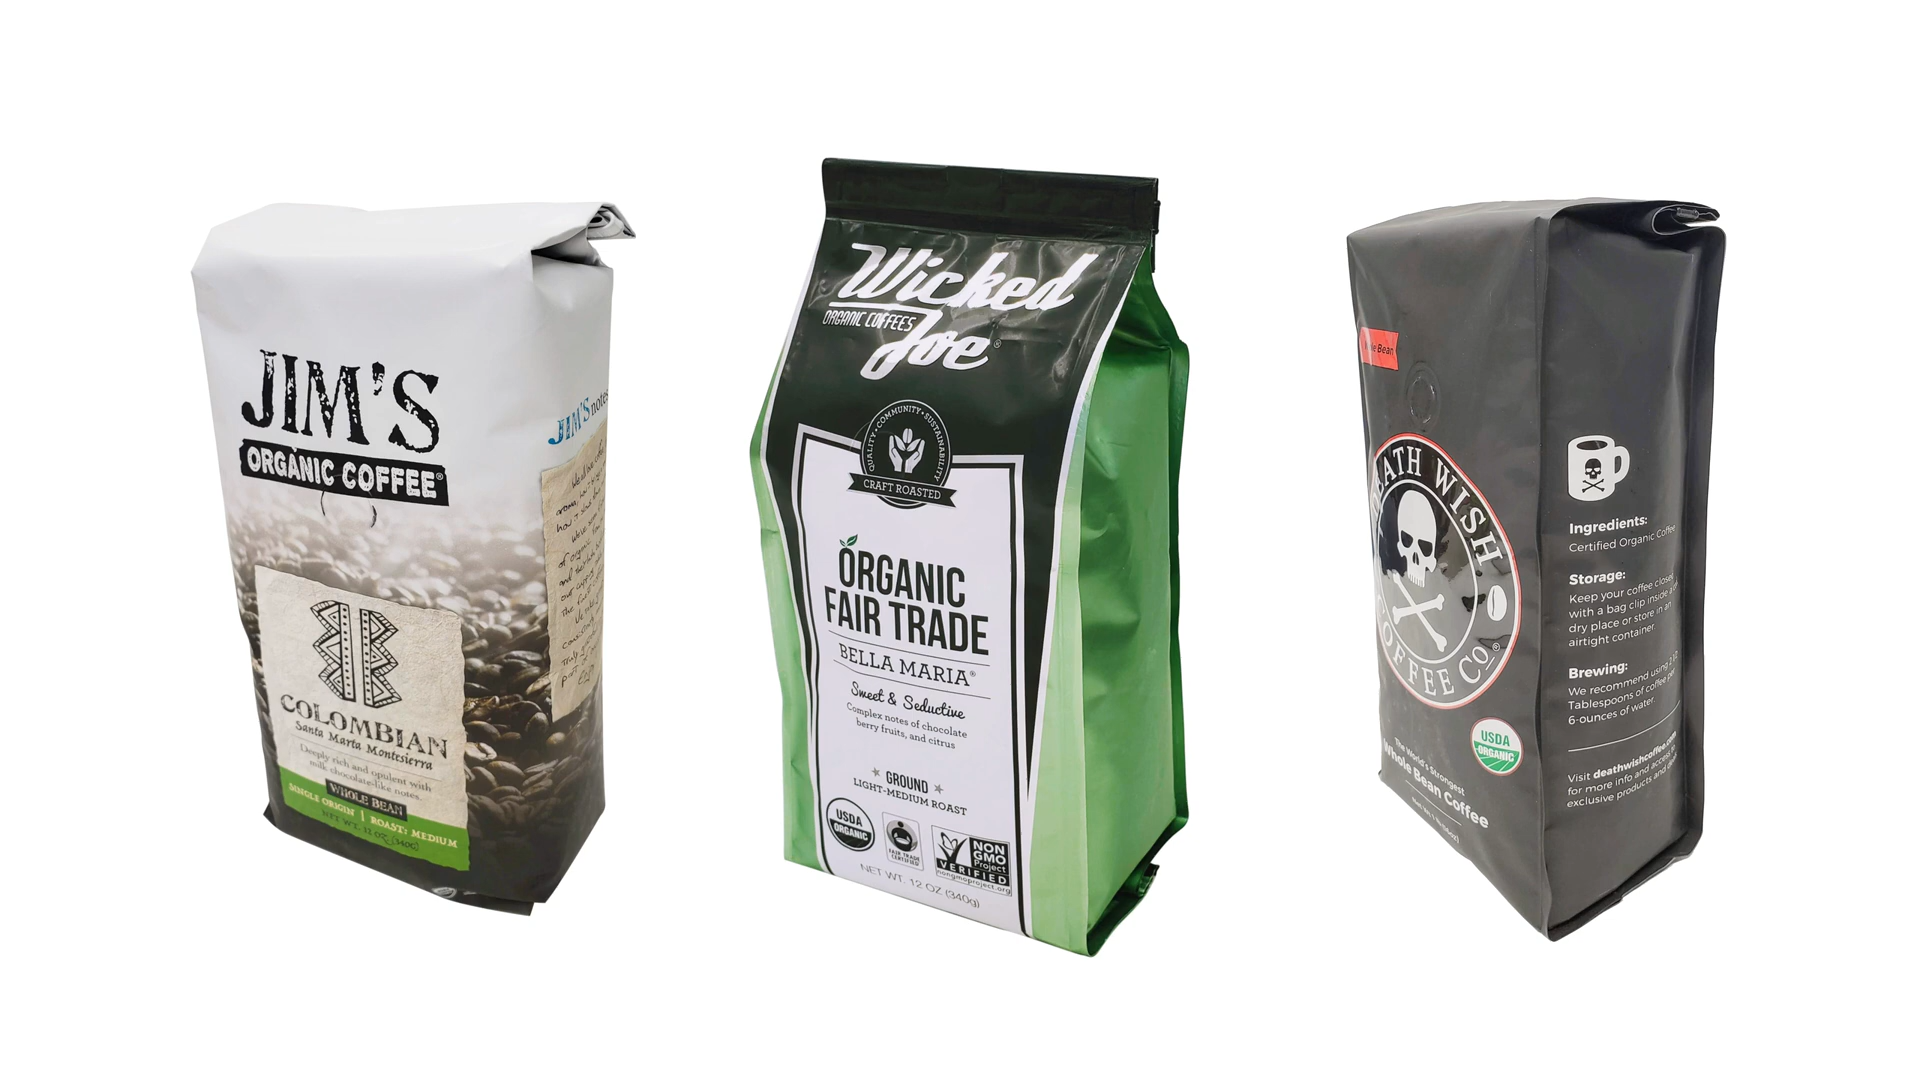 JIM'S
ORGANIC COFFEE®
COLOMBIAN
Santa Marta Montesierra
Deeply rich and opulent with
milk chocolate-like notes.
WHOLE BEAN
SINGLE ORIGIN | ROAST: MEDIUM
NET WT. 12 OZ (340G)
JIM'S notes
Wicked
ORGANIC COFFEES
Joe®
QUALITY • COMMUNITY • SUSTAINABILITY
CRAFT ROASTED
ORGANIC
FAIR TRADE
BELLA MARIA®
Sweet & Seductive
Complex notes of chocolate
berry fruits, and citrus
GROUND
LIGHT-MEDIUM ROAST
USDA
ORGANIC
FAIR TRADE
CERTIFIED
NON
GMO
Project
VERIFIED
nongmoproject.org
NET WT. 12 OZ (340g)
Bean
DEATH WISH
COFFEE Co.®
USDA
ORGANIC
The World's Strongest
Whole Bean Coffee
Ingredients:
Certified Organic Coffee
Storage:
Keep your coffee closed
with a bag clip inside a
dry place or store in an
airtight container.
Brewing:
We recommend using 2
Tablespoons of coffee per
6-ounces of water.
Visit deathwishcoffee.com
for more info and access to
exclusive products and